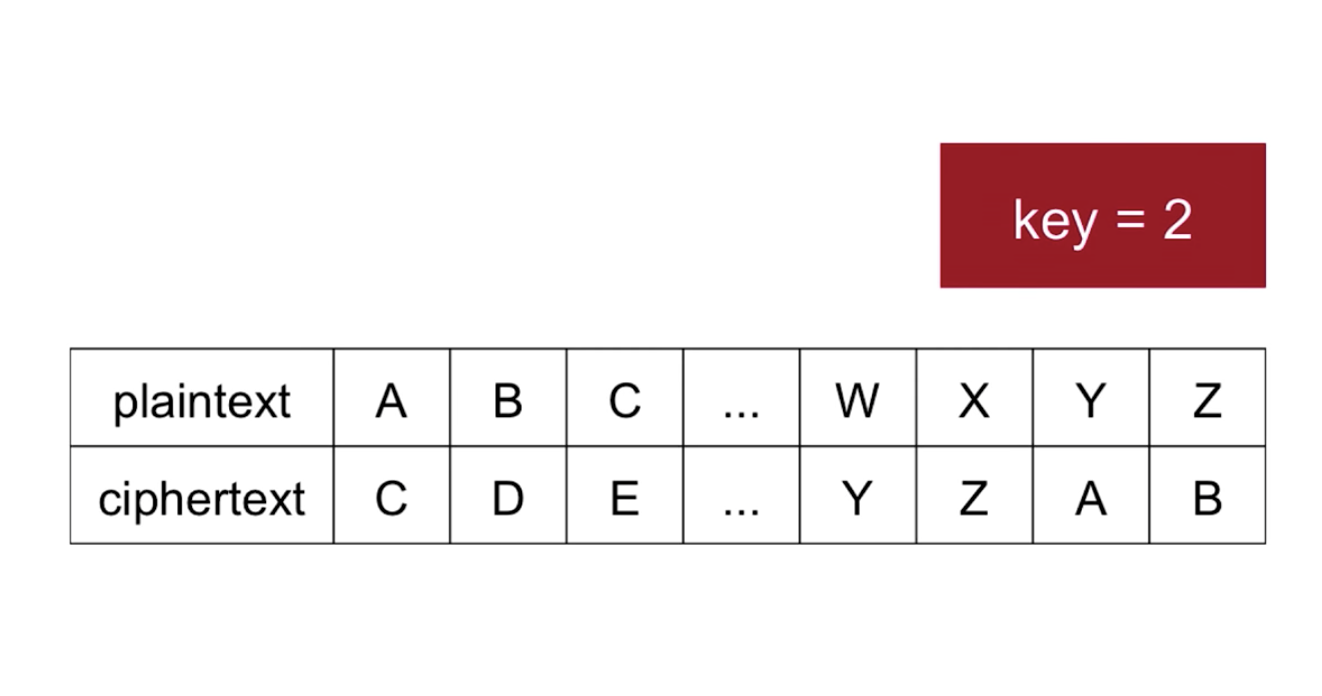 key = 2
plaintext A B C ... W X Y Z
ciphertext C D E ... Y Z A B